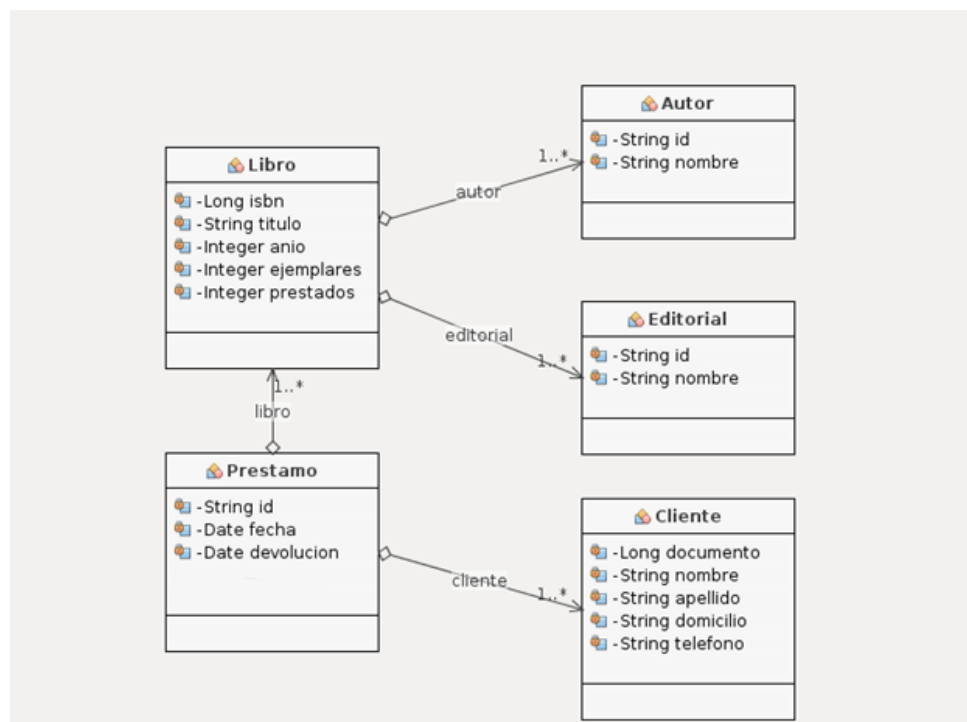 Libro
-Long isbn
-String titulo
-Integer anio
-Integer ejemplares
-Integer prestados
autor
1..*
Autor
-String id
-String nombre
editorial
1..*
Editorial
-String id
-String nombre
1..*
libro
Prestamo
-String id
-Date fecha
-Date devolucion
cliente
1..*
Cliente
-Long documento
-String nombre
-String apellido
-String domicilio
-String telefono